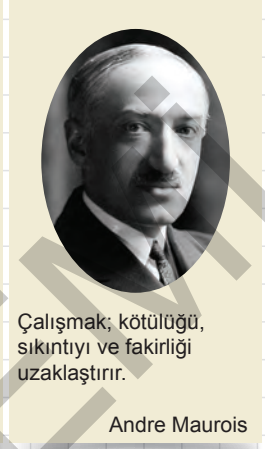 Çalışmak; kötülüğü,
sıkıntıyı ve fakirliği
uzaklaştırır.
Andre Maurois